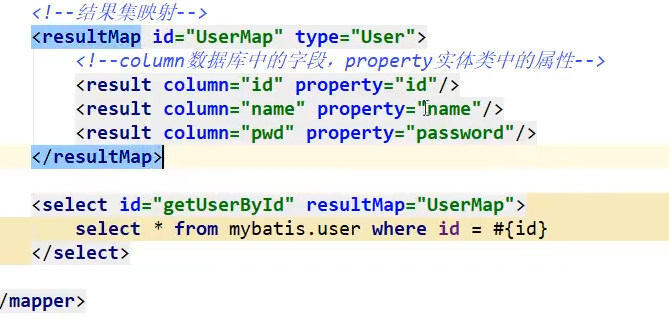 <!--结果集映射-->
<resultMap id="UserMap" type="User">
<!--column数据库中的字段，property实体类中的属性-->
<result column="id" property="id"/>
<result column="name" property="name"/>
<result column="pwd" property="password"/>
</resultMap>
<select id="getUserById" resultMap="UserMap">
select * from mybatis.user where id = #{id}
</select>
/mapper>